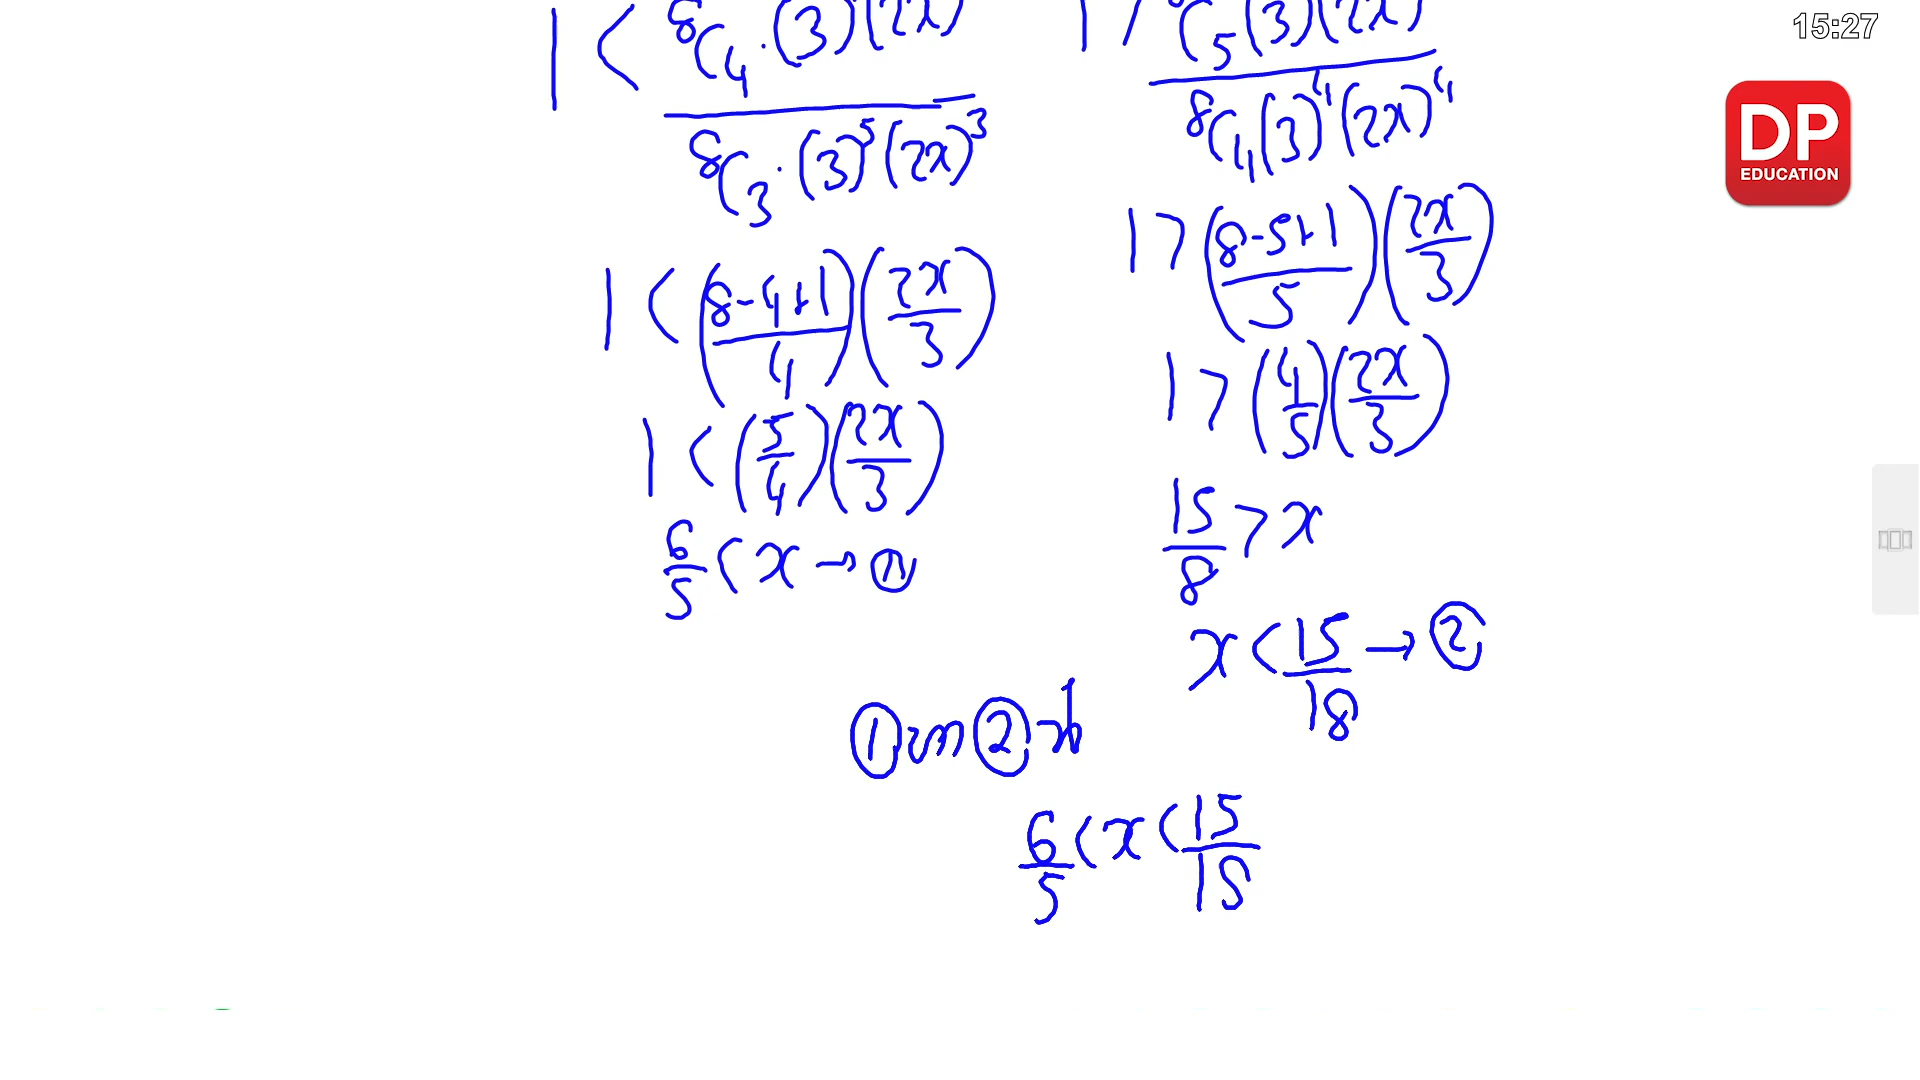 15:27
DP
EDUCATION
1 < ⁸C₄·(3) (2x) / ⁸C₃·(3)⁵(2x)³
1 < ((8-4+1)/4)(2x/3)
1 < (5/4)(2x/3)
6/5 < x → ①
1 > ⁸C₅(3) (2x) / ⁸C₄(3)⁴(2x)⁴
1 > ((8-5+1)/5)(2x/3)
1 > (4/5)(2x/3)
15/8 > x
x < 15/18 → ②
① ②
6/5 < x < 15/18